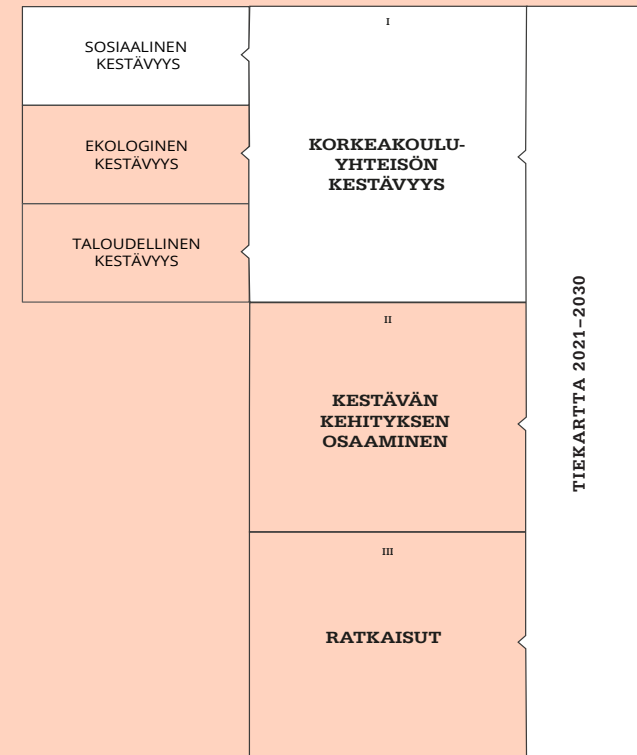 SOSIAALINEN
KESTÄVYYS
EKOLOGINEN
KESTÄVYYS
TALOUDELLINEN
KESTÄVYYS
I
KORKEAKOULU-
YHTEISÖN
KESTÄVYYS
II
KESTÄVÄN
KEHITYKSEN
OSAAMINEN
III
RATKAISUT
TIEKARTTA 2021–2030